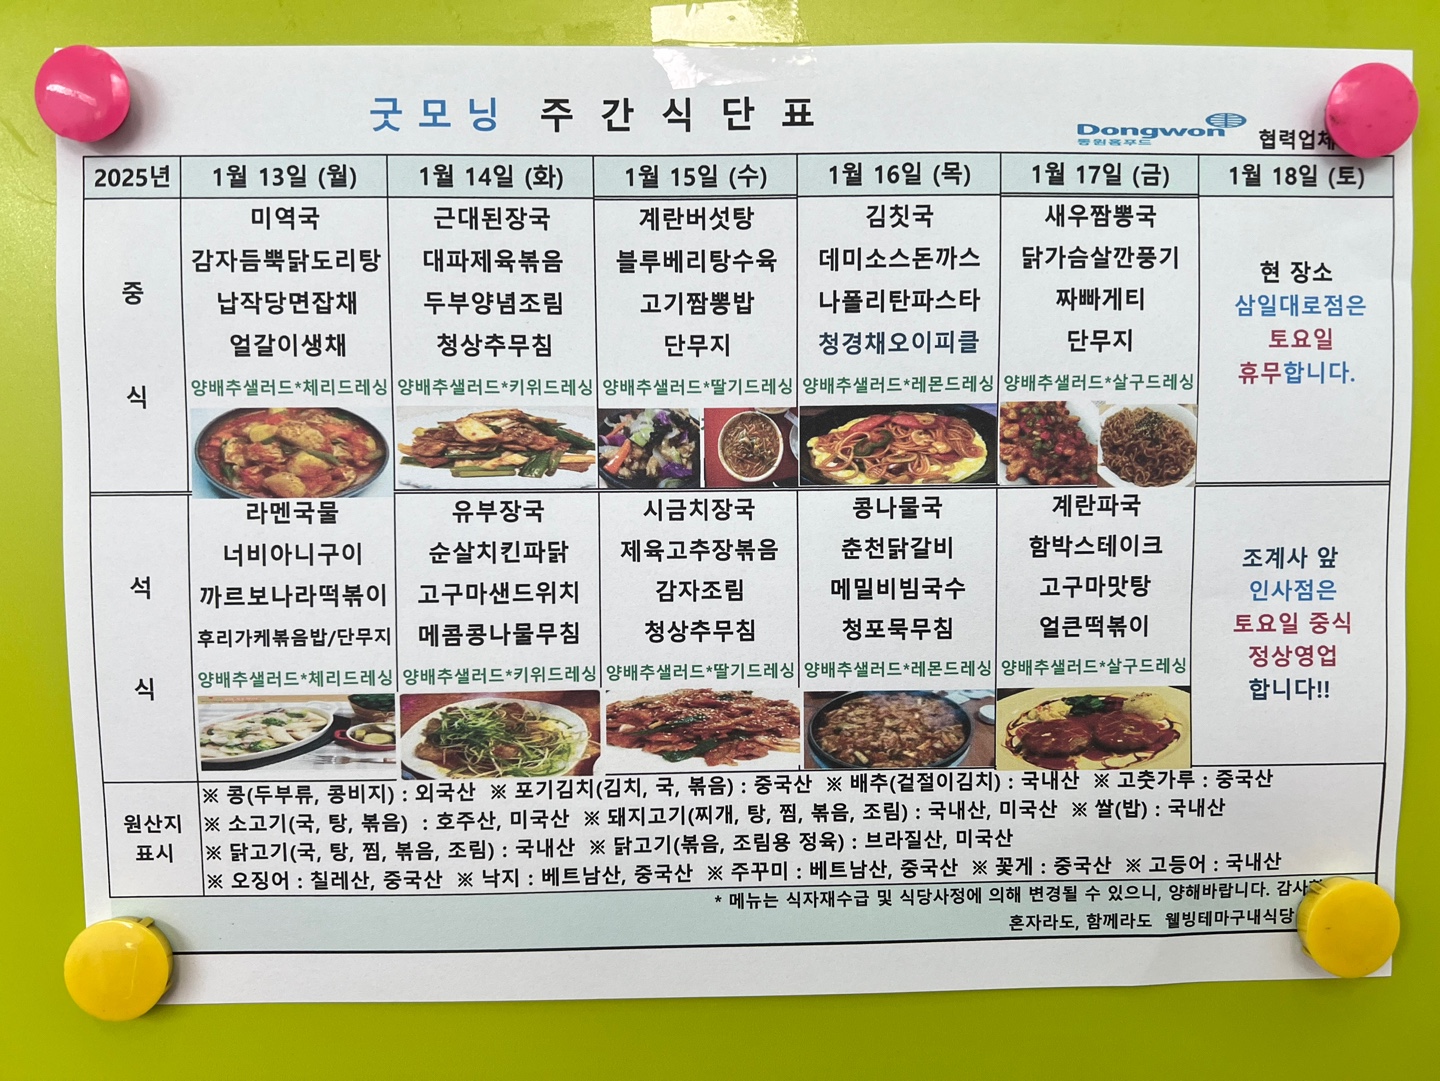 굿모닝 주간식단표
Dongwon
동원홈푸드
협력업체
2025년 1월 13일 (월) 1월 14일 (화) 1월 15일 (수) 1월 16일 (목) 1월 17일 (금) 1월 18일 (토)
중식
미역국
감자듬뿍닭도리탕
납작당면잡채
얼갈이생채
양배추샐러드*체리드레싱
근대된장국
대파제육볶음
두부양념조림
청상추무침
양배추샐러드*키위드레싱
계란버섯탕
블루베리탕수육
고기짬뽕밥
단무지
양배추샐러드*딸기드레싱
김칫국
데미소스돈까스
나폴리탄파스타
청경채오이피클
양배추샐러드*레몬드레싱
새우짬뽕국
닭가슴살깐풍기
짜빠게티
단무지
양배추샐러드*살구드레싱
현 장소
삼일대로점은
토요일
휴무합니다.
석식
라멘국물
너비아니구이
까르보나라떡볶이
후리가케볶음밥/단무지
양배추샐러드*체리드레싱
유부장국
순살치킨파닭
고구마샌드위치
메콤콩나물무침
양배추샐러드*키위드레싱
시금치장국
제육고추장볶음
감자조림
청상추무침
양배추샐러드*딸기드레싱
콩나물국
춘천닭갈비
메밀비빔국수
청포묵무침
양배추샐러드*레몬드레싱
계란파국
함박스테이크
고구마맛탕
얼큰떡볶이
양배추샐러드*살구드레싱
조계사 앞
인사점은
토요일 중식
정상영업
합니다!!
원산지
표시
※ 콩(두부류, 콩비지) : 외국산 ※ 포기김치(김치, 국, 볶음) : 중국산 ※ 배추(겉절이김치) : 국내산 ※ 고춧가루 : 중국산
※ 소고기(국, 탕, 볶음) : 호주산, 미국산 ※ 돼지고기(찌개, 탕, 찜, 볶음, 조림) : 국내산, 미국산 ※ 쌀(밥) : 국내산
※ 닭고기(국, 탕, 찜, 볶음, 조림) : 국내산 ※ 닭고기(볶음, 조림용 정육) : 브라질산, 미국산
※ 오징어 : 칠레산, 중국산 ※ 낙지 : 베트남산, 중국산 ※ 주꾸미 : 베트남산, 중국산 ※ 꽃게 : 중국산 ※ 고등어 : 국내산
* 메뉴는 식자재수급 및 식당사정에 의해 변경될 수 있으니, 양해바랍니다.
혼자라도, 함께라도 웰빙테마구내식당